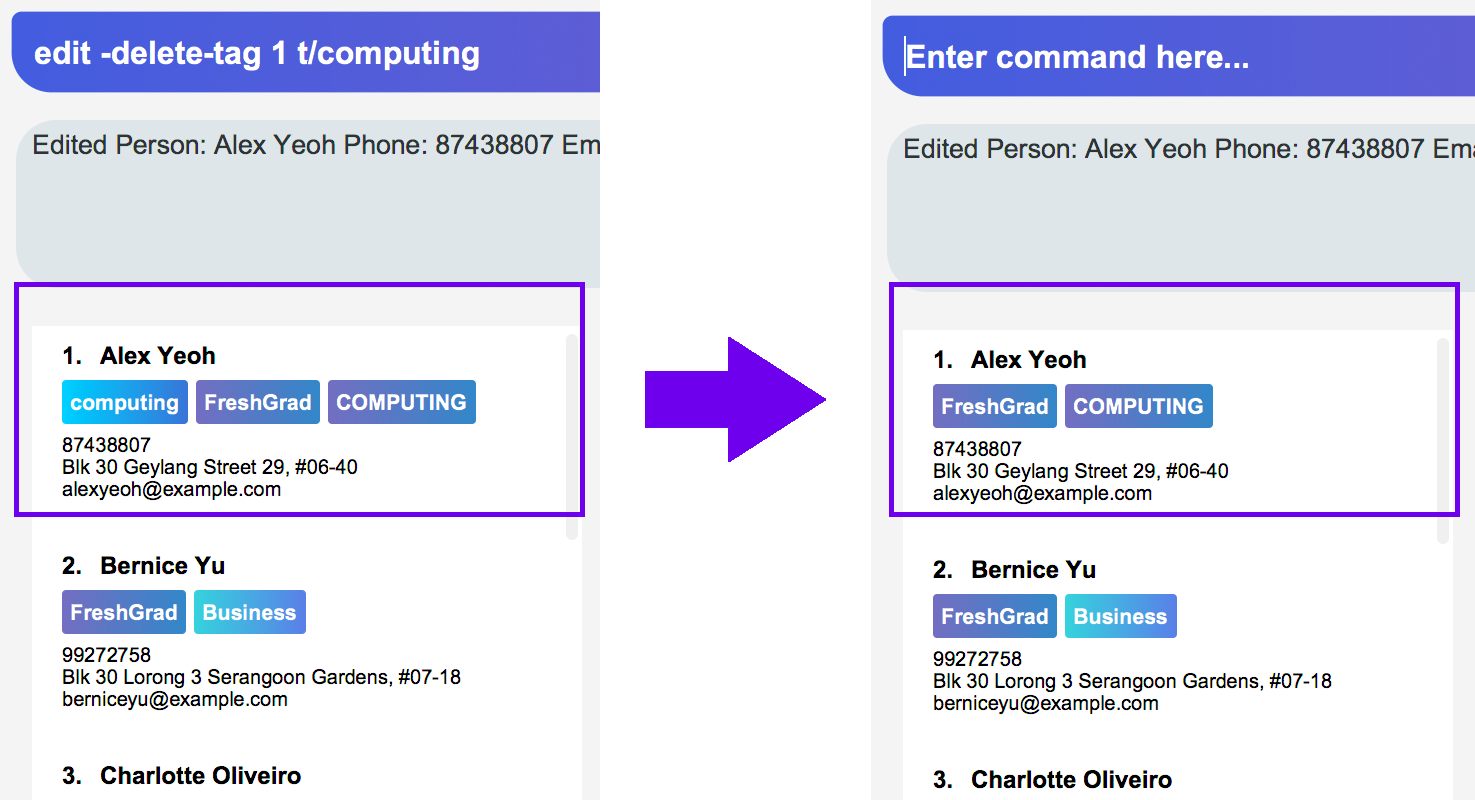 edit -delete-tag 1 t/computing
Edited Person: Alex Yeoh Phone: 87438807 Em
1. Alex Yeoh
computing FreshGrad COMPUTING
87438807
Blk 30 Geylang Street 29, #06-40
alexyeoh@example.com
2. Bernice Yu
FreshGrad Business
99272758
Blk 30 Lorong 3 Serangoon Gardens, #07-18
berniceyu@example.com
3. Charlotte Oliveiro
Enter command here...
Edited Person: Alex Yeoh Phone: 87438807 Ema
1. Alex Yeoh
FreshGrad COMPUTING
87438807
Blk 30 Geylang Street 29, #06-40
alexyeoh@example.com
2. Bernice Yu
FreshGrad Business
99272758
Blk 30 Lorong 3 Serangoon Gardens, #07-18
berniceyu@example.com
3. Charlotte Oliveiro